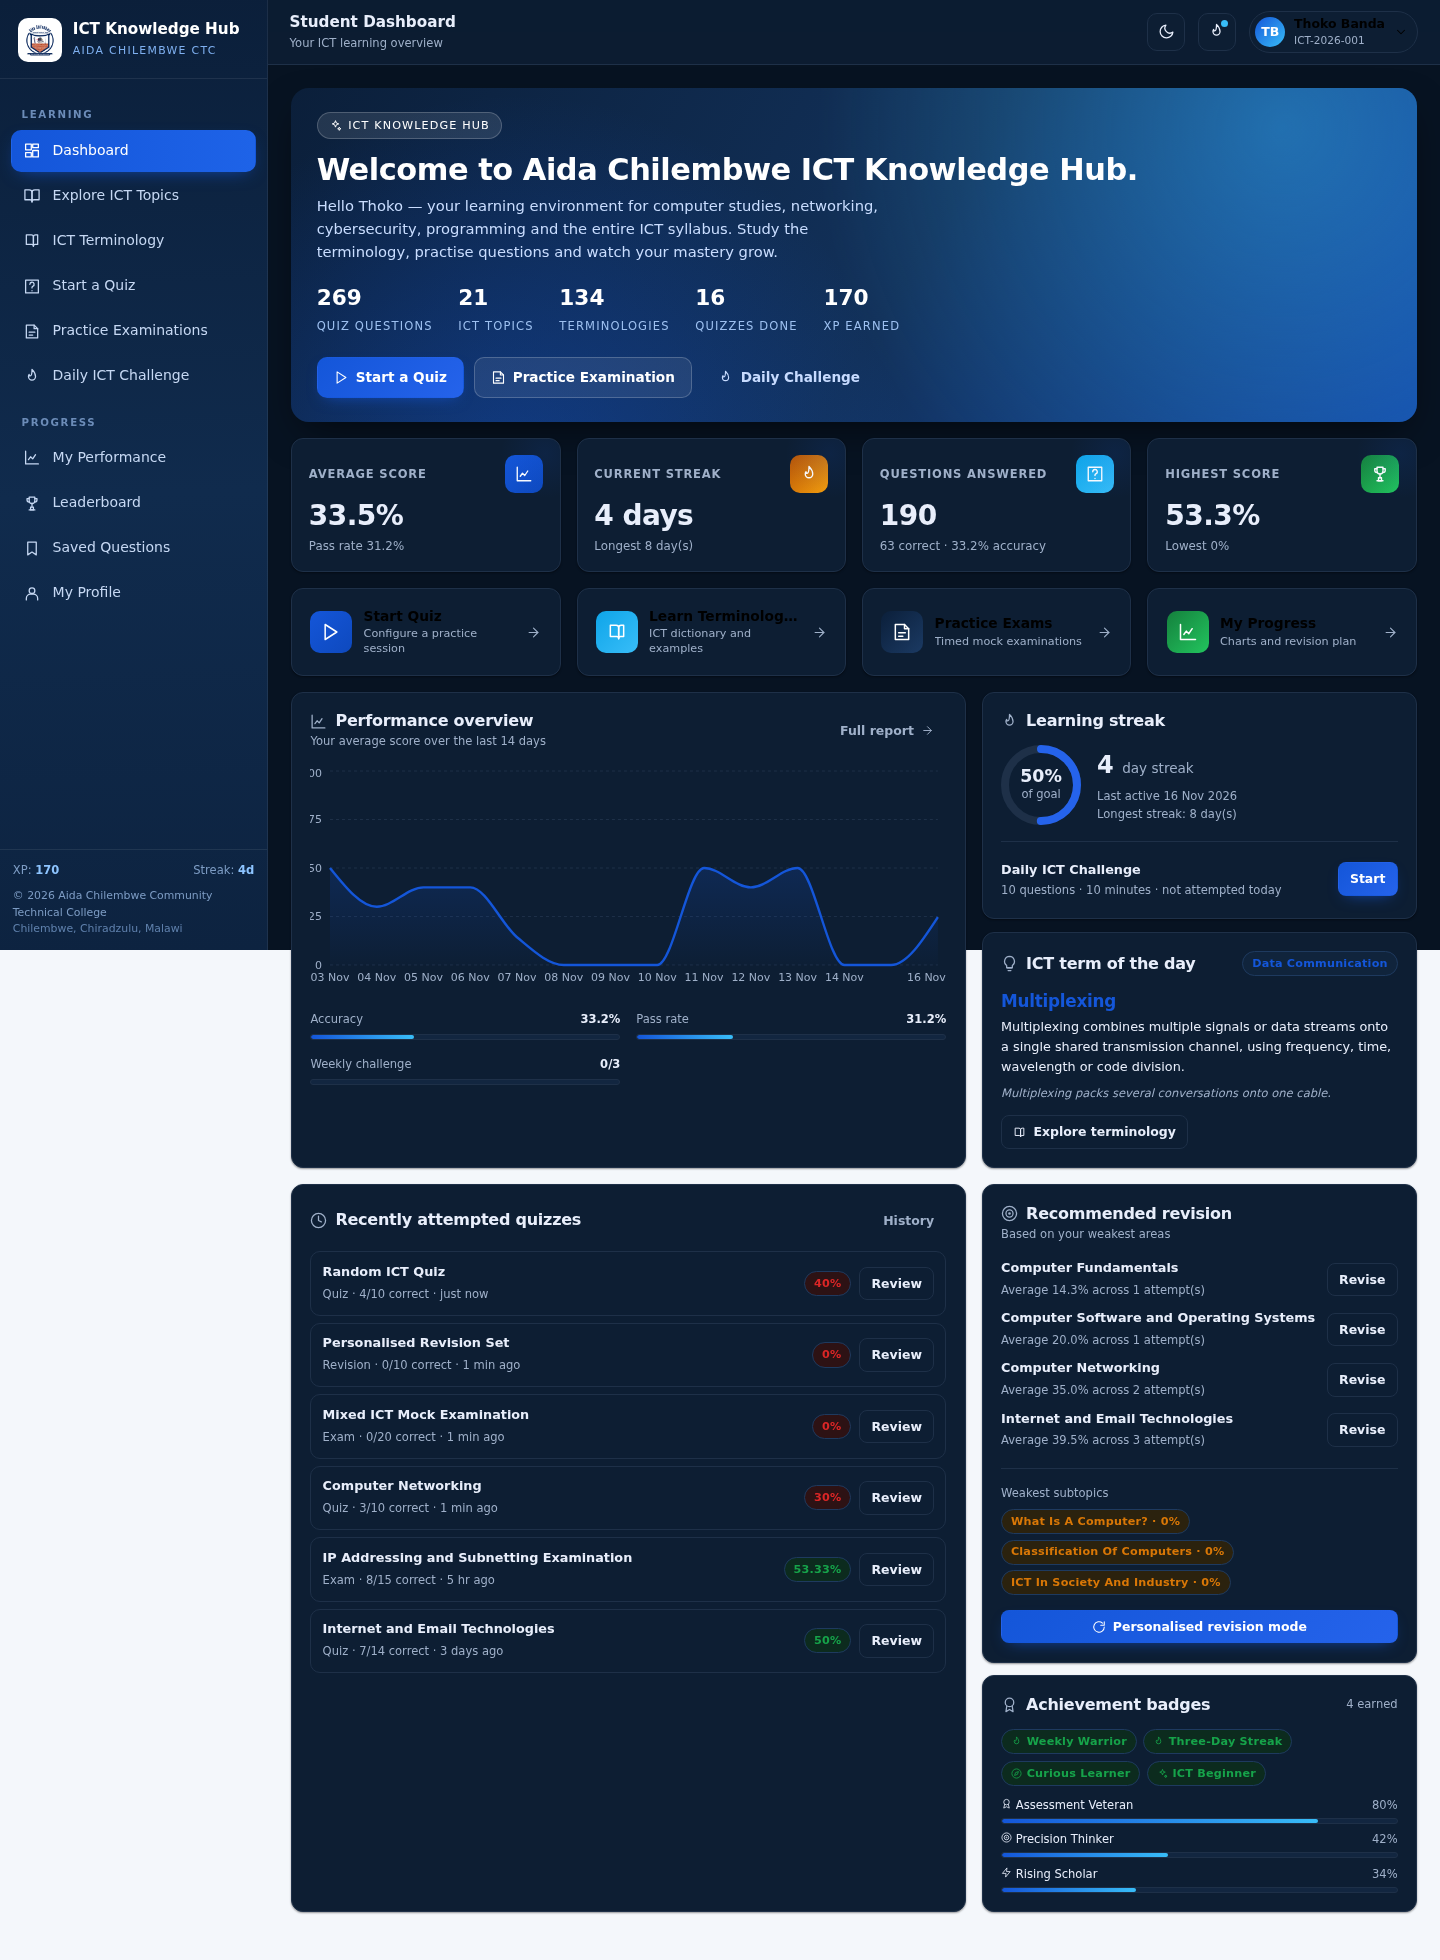 ICT Knowledge Hub
AIDA CHILEMBWE CTC
LEARNING
Dashboard
Explore ICT Topics
ICT Terminology
Start a Quiz
Practice Examinations
Daily ICT Challenge
PROGRESS
My Performance
Leaderboard
Saved Questions
My Profile
XP: 170
Streak: 4d
© 2026 Aida Chilembwe Community
Technical College
Chilembwe, Chiradzulu, Malawi
Student Dashboard
Your ICT learning overview
TB
Thoko Banda
ICT-2026-001
ICT KNOWLEDGE HUB
Welcome to Aida Chilembwe ICT Knowledge Hub.
Hello Thoko — your learning environment for computer studies, networking,
cybersecurity, programming and the entire ICT syllabus. Study the
terminology, practise questions and watch your mastery grow.
269
QUIZ QUESTIONS
21
ICT TOPICS
134
TERMINOLOGIES
16
QUIZZES DONE
170
XP EARNED
Start a Quiz
Practice Examination
Daily Challenge
AVERAGE SCORE
33.5%
Pass rate 31.2%
CURRENT STREAK
4 days
Longest 8 day(s)
QUESTIONS ANSWERED
190
63 correct · 33.2% accuracy
HIGHEST SCORE
53.3%
Lowest 0%
Start Quiz
Configure a practice
session
Learn Terminolog...
ICT dictionary and
examples
Practice Exams
Timed mock examinations
My Progress
Charts and revision plan
Performance overview
Your average score over the last 14 days
Full report
00
75
50
25
0
03 Nov 04 Nov 05 Nov 06 Nov 07 Nov 08 Nov 09 Nov 10 Nov 11 Nov 12 Nov 13 Nov 14 Nov 16 Nov
Accuracy 33.2%
Pass rate 31.2%
Weekly challenge 0/3
Learning streak
50%
of goal
4 day streak
Last active 16 Nov 2026
Longest streak: 8 day(s)
Daily ICT Challenge
10 questions · 10 minutes · not attempted today
Start
ICT term of the day
Data Communication
Multiplexing
Multiplexing combines multiple signals or data streams onto
a single shared transmission channel, using frequency, time,
wavelength or code division.
Multiplexing packs several conversations onto one cable.
Explore terminology
Recently attempted quizzes
History
Random ICT Quiz
Quiz · 4/10 correct · just now
40%
Review
Personalised Revision Set
Revision · 0/10 correct · 1 min ago
0%
Review
Mixed ICT Mock Examination
Exam · 0/20 correct · 1 min ago
0%
Review
Computer Networking
Quiz · 3/10 correct · 1 min ago
30%
Review
IP Addressing and Subnetting Examination
Exam · 8/15 correct · 5 hr ago
53.33%
Review
Internet and Email Technologies
Quiz · 7/14 correct · 3 days ago
50%
Review
Recommended revision
Based on your weakest areas
Computer Fundamentals
Average 14.3% across 1 attempt(s)
Revise
Computer Software and Operating Systems
Average 20.0% across 1 attempt(s)
Revise
Computer Networking
Average 35.0% across 2 attempt(s)
Revise
Internet and Email Technologies
Average 39.5% across 3 attempt(s)
Revise
Weakest subtopics
What Is A Computer? · 0%
Classification Of Computers · 0%
ICT In Society And Industry · 0%
Personalised revision mode
Achievement badges
4 earned
Weekly Warrior
Three-Day Streak
Curious Learner
ICT Beginner
Assessment Veteran 80%
Precision Thinker 42%
Rising Scholar 34%